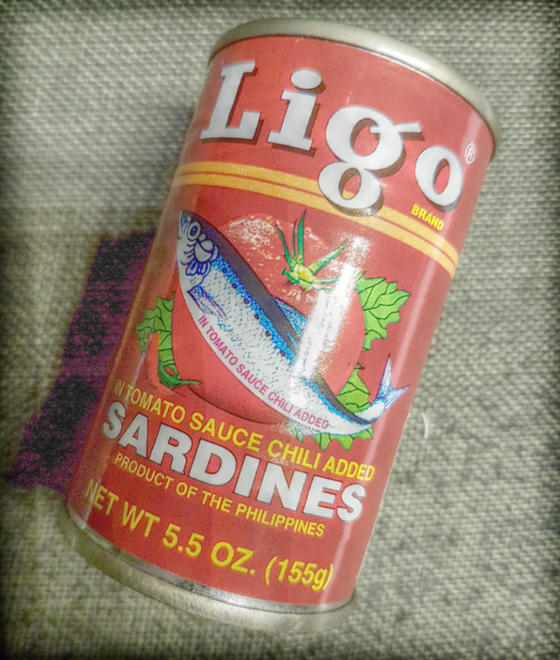 Ligo®
BRAND
IN TOMATO SAUCE CHILI ADDED
IN TOMATO SAUCE CHILI ADDED
SARDINES
PRODUCT OF THE PHILIPPINES
NET WT 5.5 OZ. (155g)